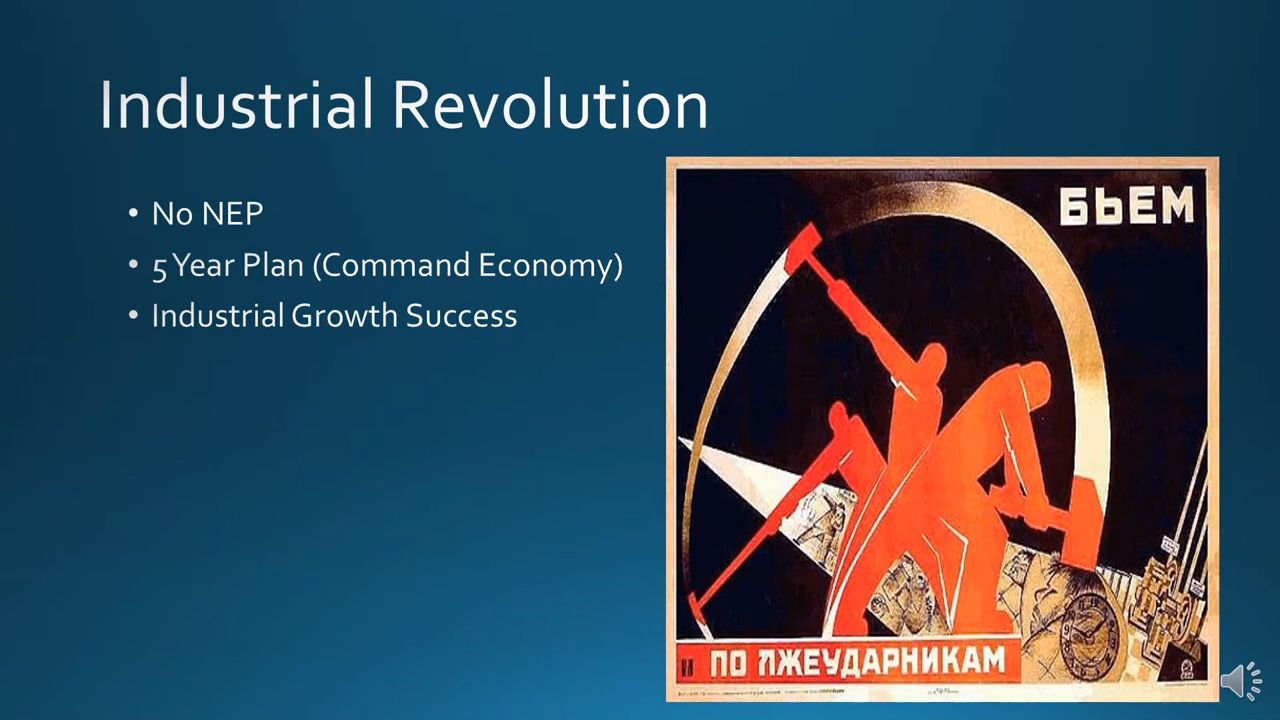 Industrial Revolution
• No NEP
• 5 Year Plan (Command Economy)
• Industrial Growth Success
БЬЕМ
ПО ЛЖЕУДАРНИКАМ